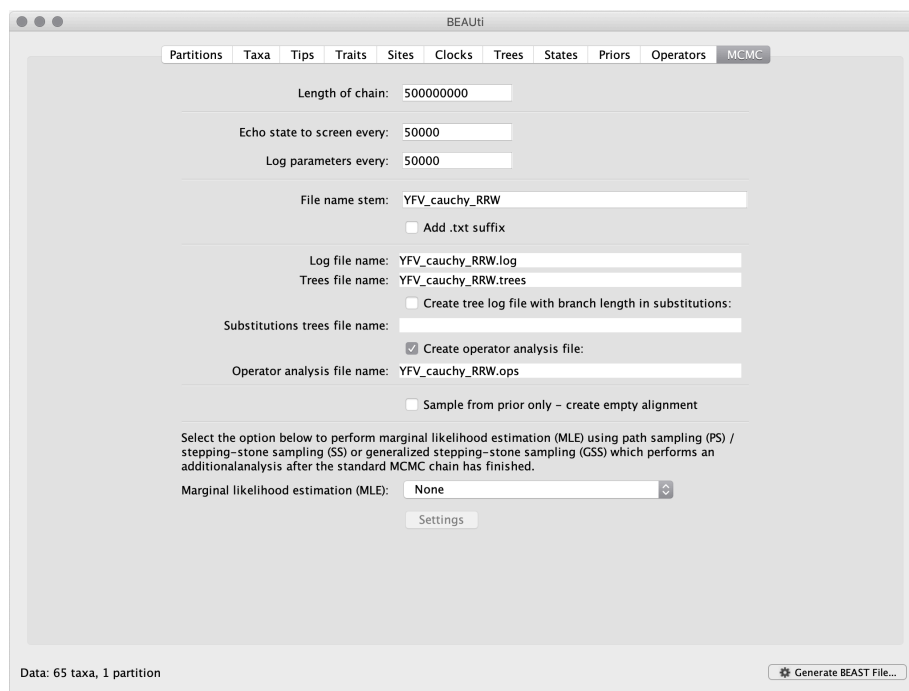 BEAUti
Partitions Taxa Tips Traits Sites Clocks Trees States Priors Operators MCMC
Length of chain: 500000000
Echo state to screen every: 50000
Log parameters every: 50000
File name stem: YFV_cauchy_RRW
Add .txt suffix
Log file name: YFV_cauchy_RRW.log
Trees file name: YFV_cauchy_RRW.trees
Create tree log file with branch length in substitutions:
Substitutions trees file name:
Create operator analysis file:
Operator analysis file name: YFV_cauchy_RRW.ops
Sample from prior only – create empty alignment
Select the option below to perform marginal likelihood estimation (MLE) using path sampling (PS) /
stepping-stone sampling (SS) or generalized stepping-stone sampling (GSS) which performs an
additionalanalysis after the standard MCMC chain has finished.
Marginal likelihood estimation (MLE): None
Settings
Data: 65 taxa, 1 partition Generate BEAST File...